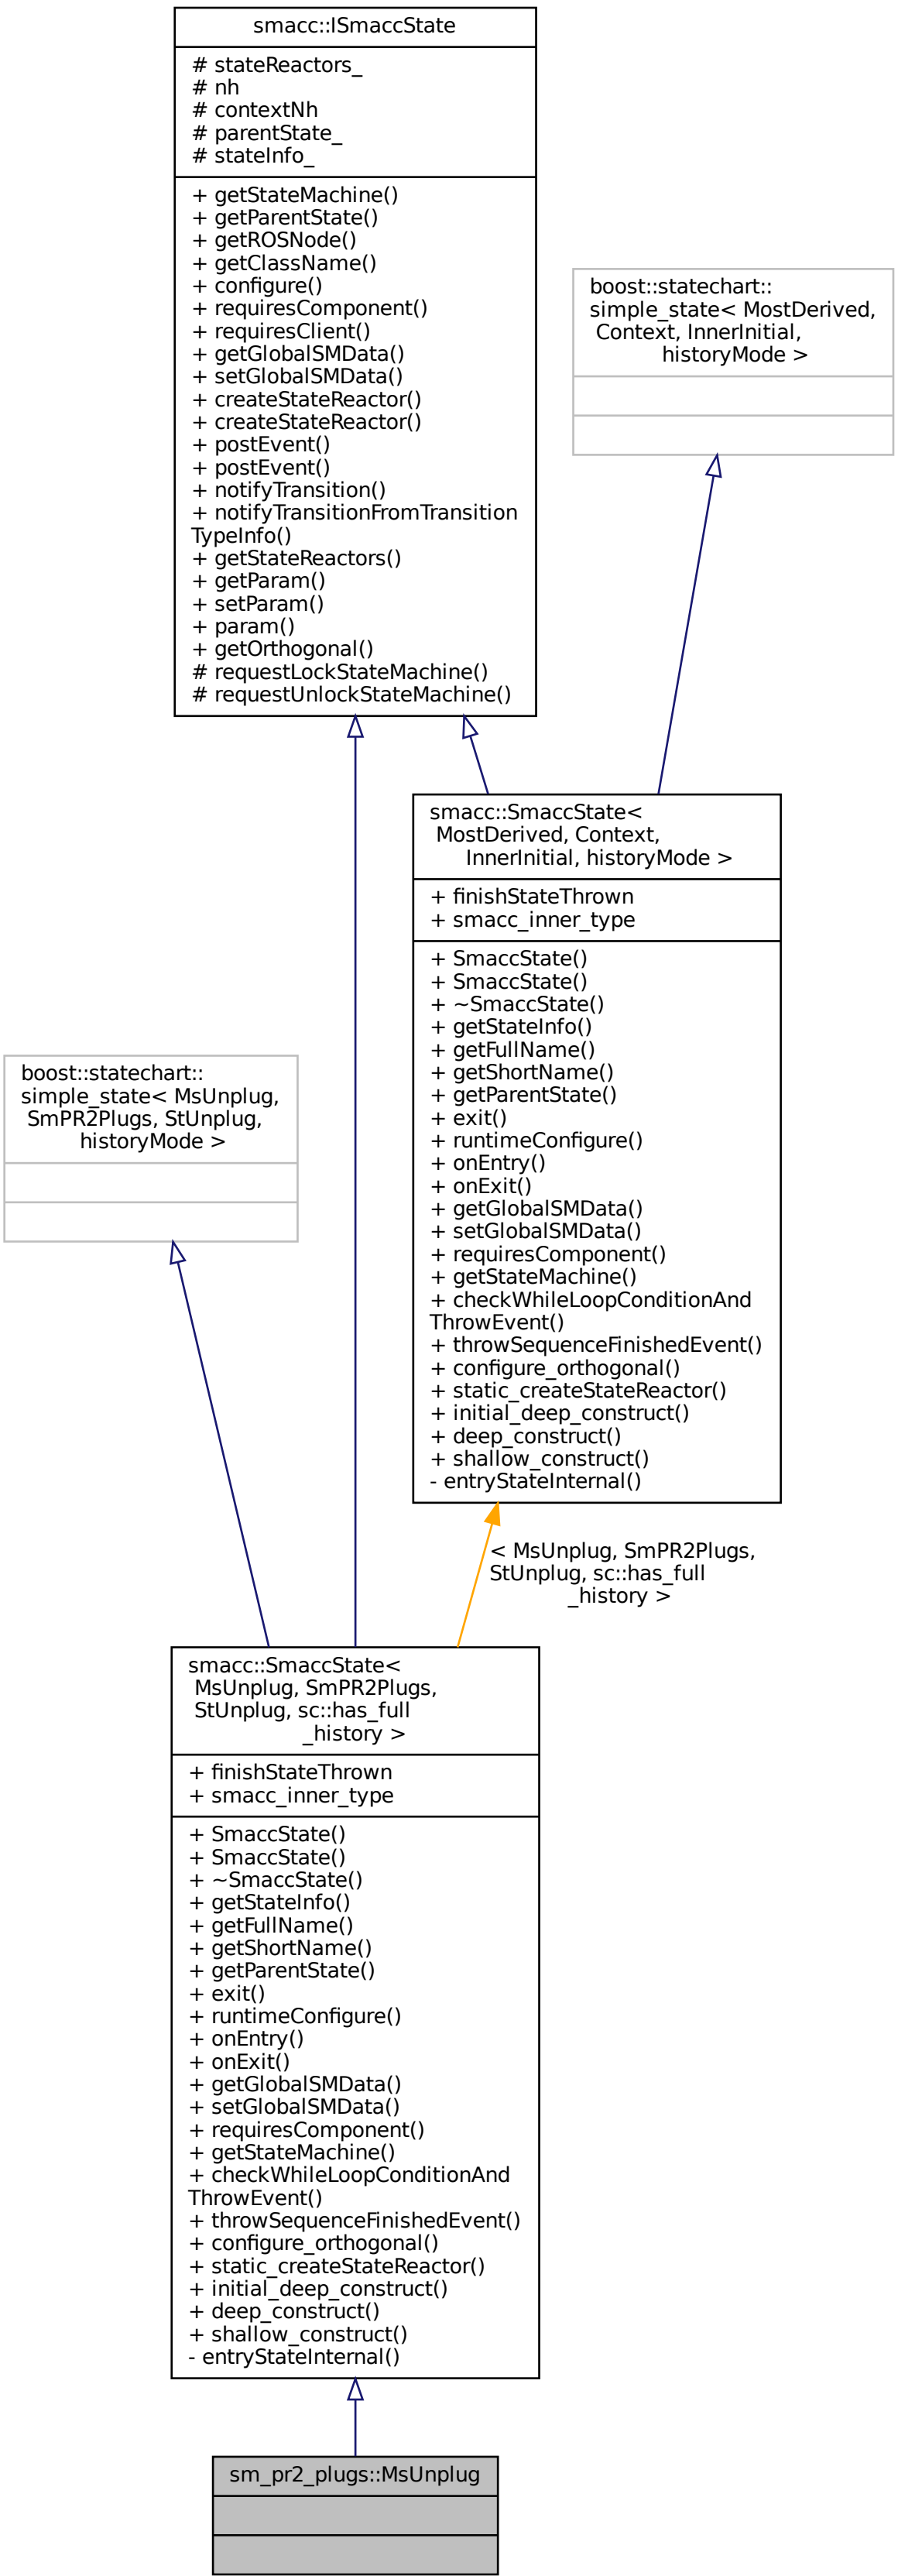 smacc::ISmaccState
# stateReactors_
# nh
# contextNh
# parentState_
# stateInfo_
+ getStateMachine()
+ getParentState()
+ getROSNode()
+ getClassName()
+ configure()
+ requiresComponent()
+ requiresClient()
+ getGlobalSMData()
+ setGlobalSMData()
+ createStateReactor()
+ createStateReactor()
+ postEvent()
+ postEvent()
+ notifyTransition()
+ notifyTransitionFromTransition
TypeInfo()
+ getStateReactors()
+ getParam()
+ setParam()
+ param()
+ getOrthogonal()
# requestLockStateMachine()
# requestUnlockStateMachine()
boost::statechart::
simple_state< MostDerived,
Context, InnerInitial,
historyMode >
smacc::SmaccState<
MostDerived, Context,
InnerInitial, historyMode >
+ finishStateThrown
+ smacc_inner_type
+ SmaccState()
+ SmaccState()
+ ~SmaccState()
+ getStateInfo()
+ getFullName()
+ getShortName()
+ getParentState()
+ exit()
+ runtimeConfigure()
+ onEntry()
+ onExit()
+ getGlobalSMData()
+ setGlobalSMData()
+ requiresComponent()
+ getStateMachine()
+ checkWhileLoopConditionAnd
ThrowEvent()
+ throwSequenceFinishedEvent()
+ configure_orthogonal()
+ static_createStateReactor()
+ initial_deep_construct()
+ deep_construct()
+ shallow_construct()
- entryStateInternal()
boost::statechart::
simple_state< MsUnplug,
SmPR2Plugs, StUnplug,
historyMode >
< MsUnplug, SmPR2Plugs,
StUnplug, sc::has_full
_history >
smacc::SmaccState<
MsUnplug, SmPR2Plugs,
StUnplug, sc::has_full
_history >
+ finishStateThrown
+ smacc_inner_type
+ SmaccState()
+ SmaccState()
+ ~SmaccState()
+ getStateInfo()
+ getFullName()
+ getShortName()
+ getParentState()
+ exit()
+ runtimeConfigure()
+ onEntry()
+ onExit()
+ getGlobalSMData()
+ setGlobalSMData()
+ requiresComponent()
+ getStateMachine()
+ checkWhileLoopConditionAnd
ThrowEvent()
+ throwSequenceFinishedEvent()
+ configure_orthogonal()
+ static_createStateReactor()
+ initial_deep_construct()
+ deep_construct()
+ shallow_construct()
- entryStateInternal()
sm_pr2_plugs::MsUnplug